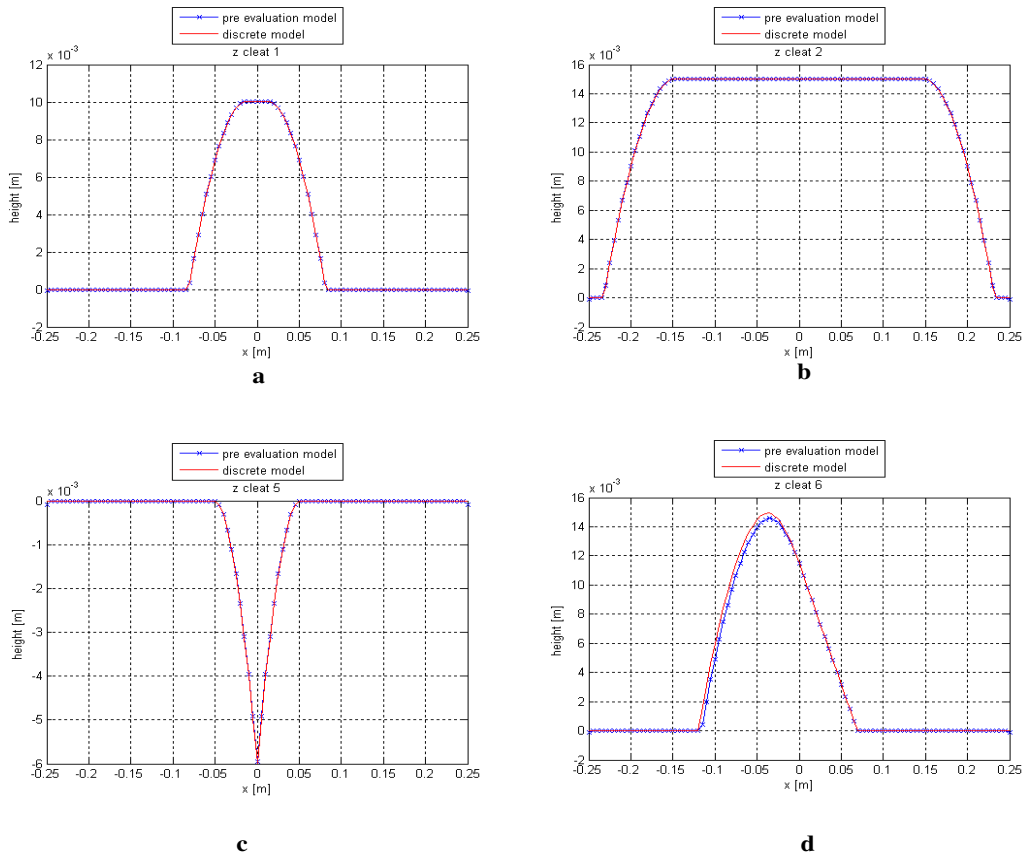 pre evaluation model
discrete model
z cleat 1
x 10⁻³
12
10
8
6
4
2
0
-2
height [m]
-0.25 -0.2 -0.15 -0.1 -0.05 0 0.05 0.1 0.15 0.2 0.25
x [m]
a
pre evaluation model
discrete model
z cleat 2
x 10⁻³
16
14
12
10
8
6
4
2
0
-2
height [m]
-0.25 -0.2 -0.15 -0.1 -0.05 0 0.05 0.1 0.15 0.2 0.25
x [m]
b
pre evaluation model
discrete model
z cleat 5
x 10⁻³
0
-1
-2
-3
-4
-5
-6
height [m]
-0.25 -0.2 -0.15 -0.1 -0.05 0 0.05 0.1 0.15 0.2 0.25
x [m]
c
pre evaluation model
discrete model
z cleat 6
x 10⁻³
16
14
12
10
8
6
4
2
0
-2
height [m]
-0.25 -0.2 -0.15 -0.1 -0.05 0 0.05 0.1 0.15 0.2 0.25
x [m]
d